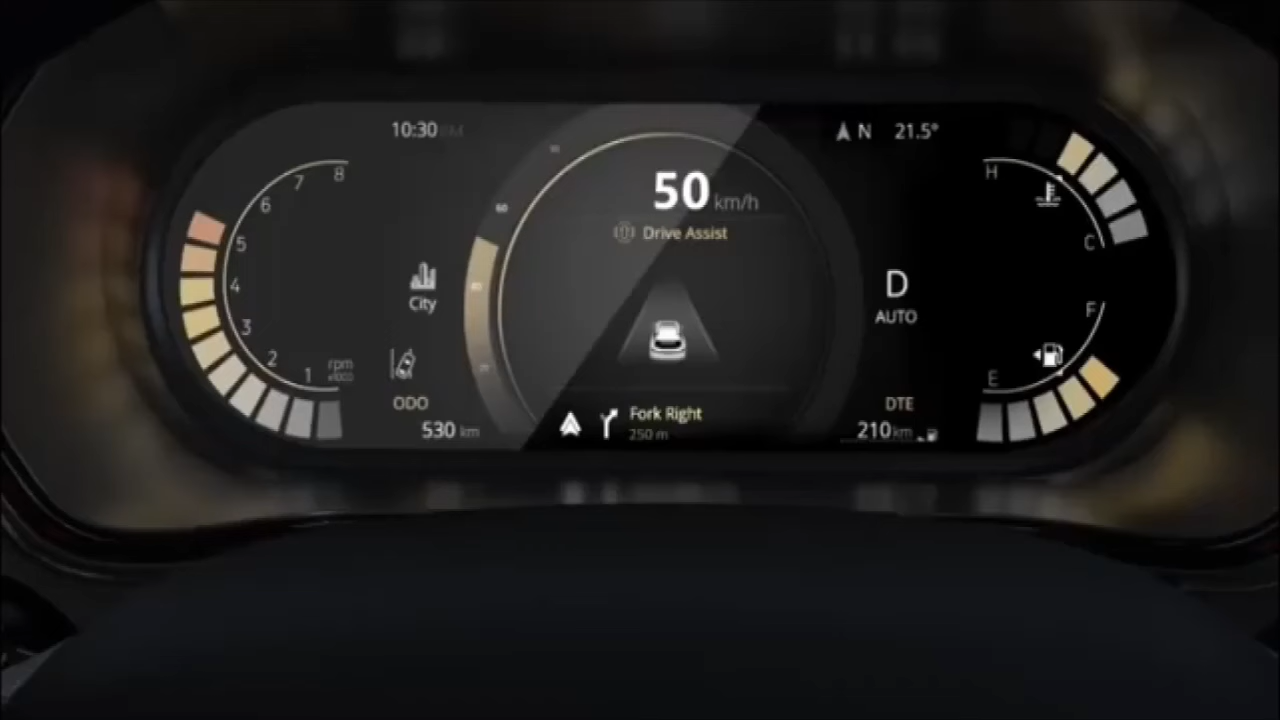 10:30
N 21.5°
8
7
6
5
4
3
2
1
rpm
x1000
50 km/h
Drive Assist
60
City
D
AUTO
H
C
F
E
ODO
530 km
Fork Right
250 m
DTE
210 km